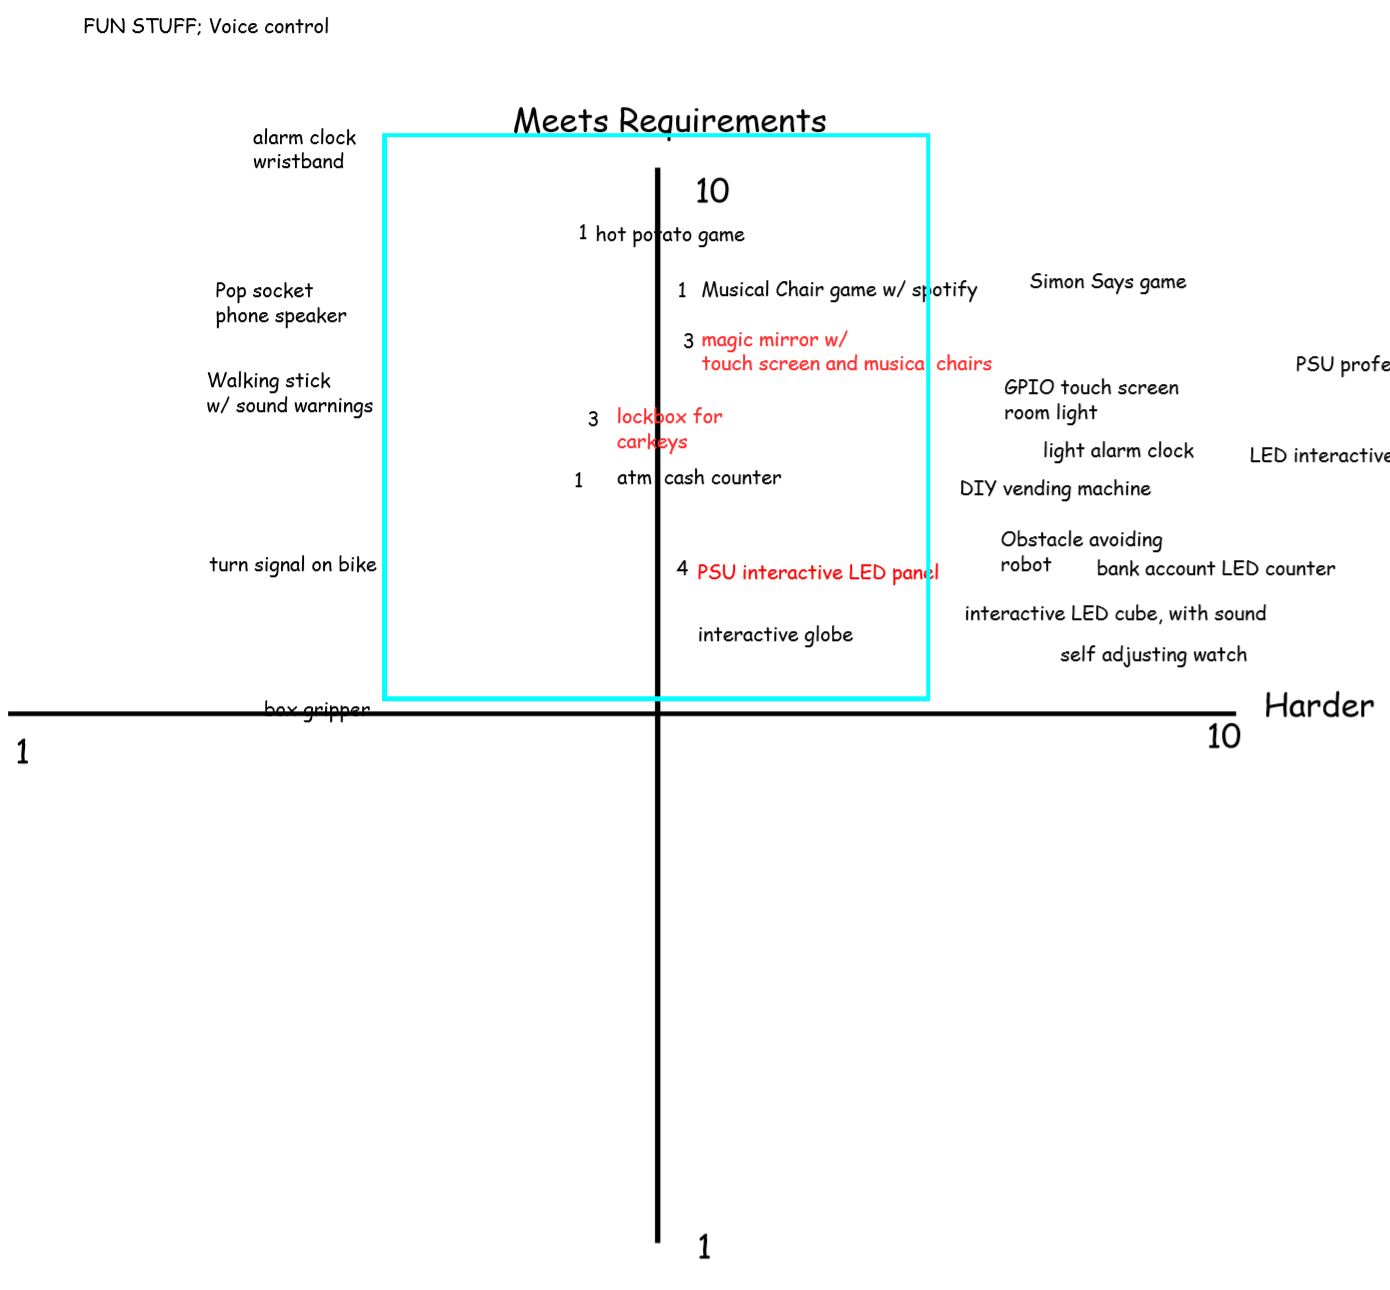 FUN STUFF; Voice control
Meets Requirements
alarm clock
wristband
10
1 hot potato game
Pop socket
phone speaker
1 Musical Chair game w/ spotify
Simon Says game
3 magic mirror w/
touch screen and musical chairs
PSU profe
Walking stick
w/ sound warnings
GPIO touch screen
room light
3 lockbox for
carkeys
light alarm clock
LED interactive
1 atm cash counter
DIY vending machine
Obstacle avoiding
robot
turn signal on bike
4 PSU interactive LED panel
bank account LED counter
interactive LED cube, with sound
interactive globe
self adjusting watch
box gripper
Harder
1
10
1